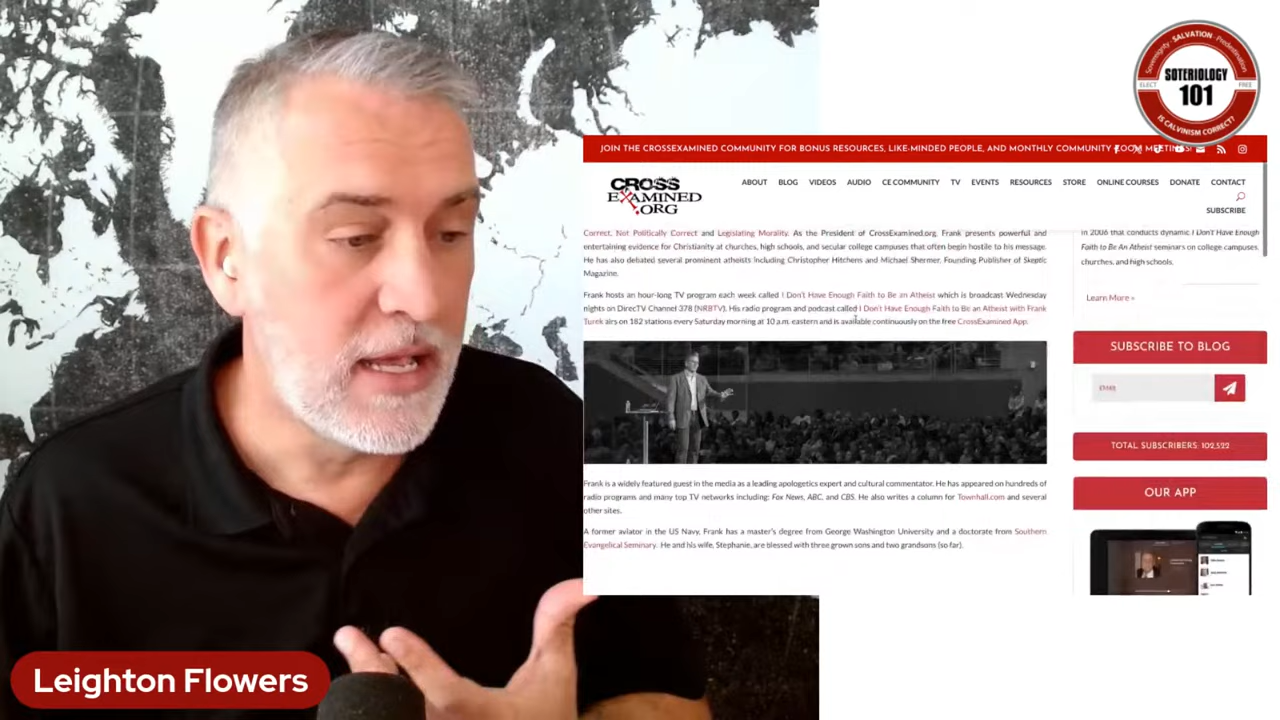 Sovereignty · SALVATION · Predestination
ELECT
SOTERIOLOGY
101
FREE
IS CALVINISM CORRECT?
JOIN THE CROSSEXAMINED COMMUNITY FOR BONUS RESOURCES, LIKE-MINDED PEOPLE, AND MONTHLY COMMUNITY ZOOM MEETINGS!
CROSS
EXAMINED
.ORG
ABOUT BLOG VIDEOS AUDIO CE COMMUNITY TV EVENTS RESOURCES STORE ONLINE COURSES DONATE CONTACT
SUBSCRIBE
Correct, Not Politically Correct and Legislating Morality. As the President of CrossExamined.org, Frank presents powerful and
entertaining evidence for Christianity at churches, high schools, and secular college campuses that often begin hostile to his message.
He has also debated several prominent atheists including Christopher Hitchens and Michael Shermer, Founding Publisher of Skeptic
Magazine.
Frank hosts an hour-long TV program each week called I Don't Have Enough Faith to Be an Atheist which is broadcast Wednesday
nights on DirecTV Channel 378 (NRBTV). His radio program and podcast called I Don't Have Enough Faith to Be an Atheist with Frank
Turek airs on 182 stations every Saturday morning at 10 a.m. eastern and is available continuously on the free CrossExamined App.
Frank is a widely featured guest in the media as a leading apologetics expert and cultural commentator. He has appeared on hundreds of
radio programs and many top TV networks including: Fox News, ABC, and CBS. He also writes a column for Townhall.com and several
other sites.
A former aviator in the US Navy, Frank has a master's degree from George Washington University and a doctorate from Southern
Evangelical Seminary. He and his wife, Stephanie, are blessed with three grown sons and two grandsons (so far).
in 2006 that conducts dynamic I Don't Have Enough
Faith to Be An Atheist seminars on college campuses,
churches, and high schools.
Learn More »
SUBSCRIBE TO BLOG
EMAIL
TOTAL SUBSCRIBERS: 102,522
OUR APP
Leighton Flowers